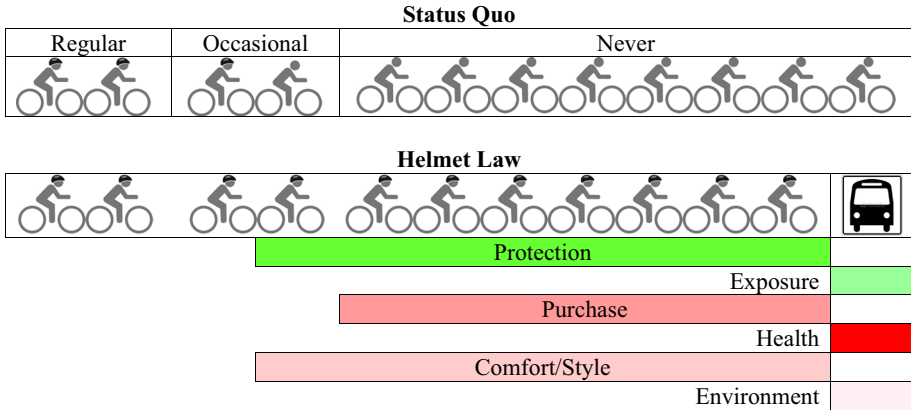 Status Quo
Regular Occasional Never
Helmet Law
Protection
Exposure
Purchase
Health
Comfort/Style
Environment